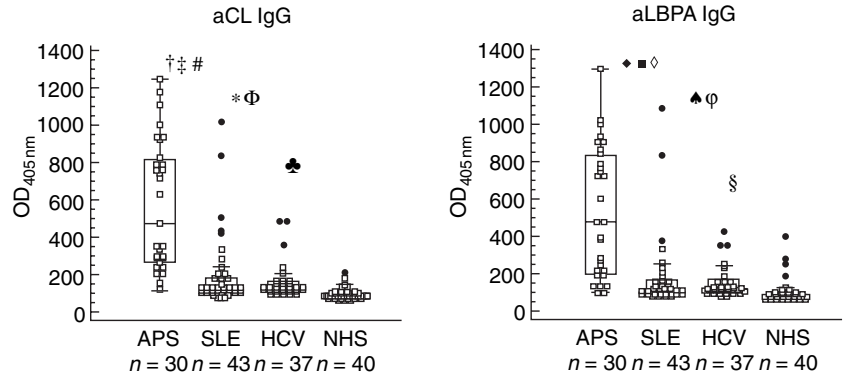 aCL IgG
OD405 nm
1400
1200
1000
800
600
400
200
0
†‡ #
*Φ
♣
APS SLE HCV NHS
n = 30 n = 43 n = 37 n = 40
aLBPA IgG
OD405 nm
1400
1200
1000
800
600
400
200
0
◆ ■ ◊
♠ φ
§
APS SLE HCV NHS
n = 30 n = 43 n = 37 n = 40